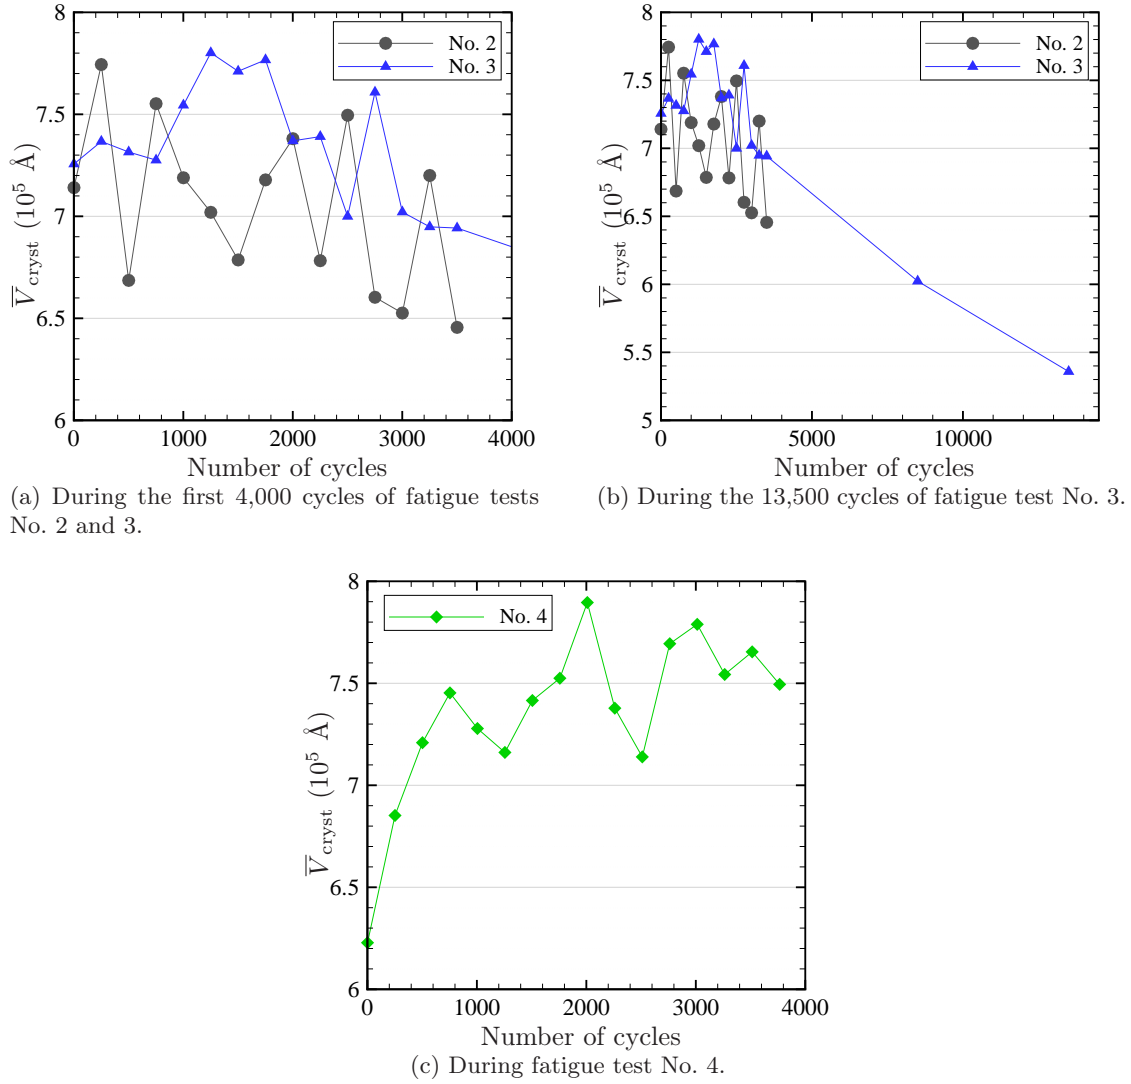 8
7.5
7
6.5
6
V̅cryst (10⁵ Å)
No. 2
No. 3
0 1000 2000 3000 4000
Number of cycles
(a) During the first 4,000 cycles of fatigue tests
No. 2 and 3.
8
7.5
7
6.5
6
5.5
5
V̅cryst (10⁵ Å)
No. 2
No. 3
0 5000 10000
Number of cycles
(b) During the 13,500 cycles of fatigue test No. 3.
8
7.5
7
6.5
6
V̅cryst (10⁵ Å)
No. 4
0 1000 2000 3000 4000
Number of cycles
(c) During fatigue test No. 4.